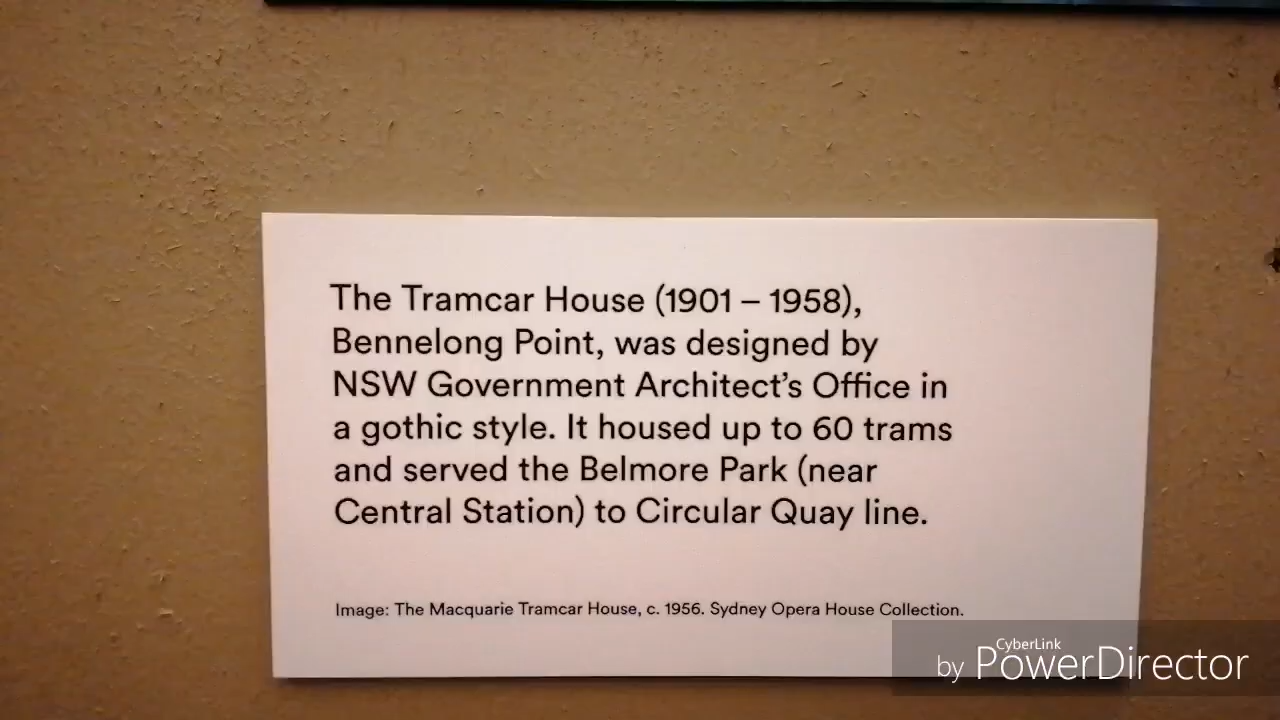 The Tramcar House (1901 – 1958),
Bennelong Point, was designed by
NSW Government Architect’s Office in
a gothic style. It housed up to 60 trams
and served the Belmore Park (near
Central Station) to Circular Quay line.
Image: The Macquarie Tramcar House, c. 1956. Sydney Opera House Collection.
CyberLink
by PowerDirector